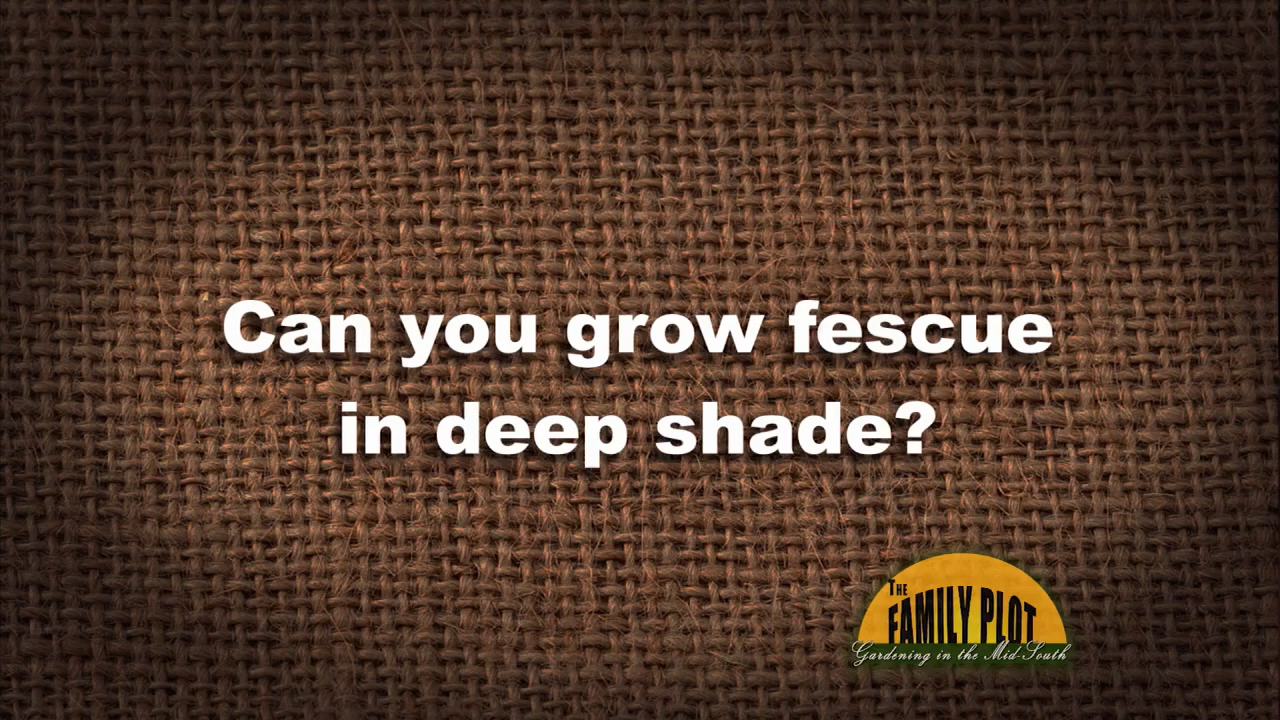 Can you grow fescue
in deep shade?
The
FAMILY PLOT
Gardening in the Mid-South